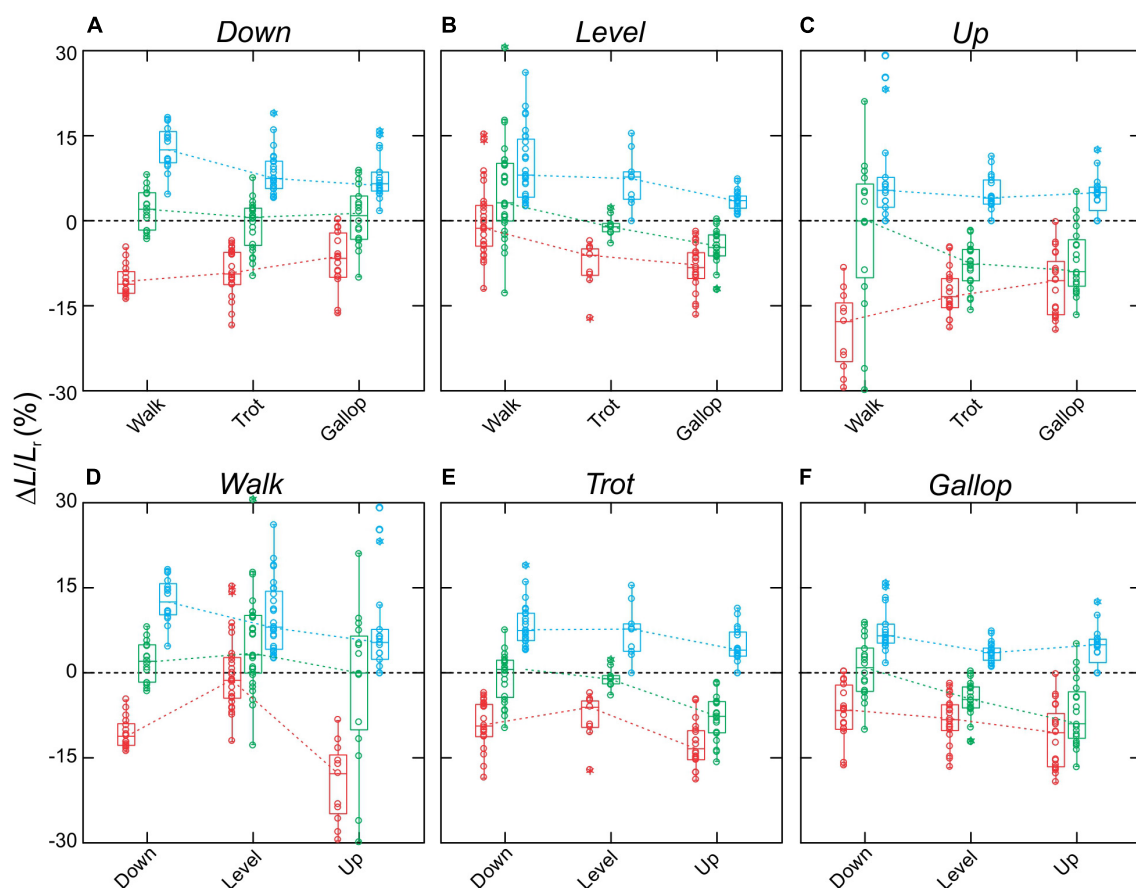 A Down
B Level
C Up
30
15
0
-15
-30
Walk Trot Gallop
Walk Trot Gallop
Walk Trot Gallop
ΔL/Lr (%)
D Walk
E Trot
F Gallop
30
15
0
-15
-30
Down Level Up
Down Level Up
Down Level Up